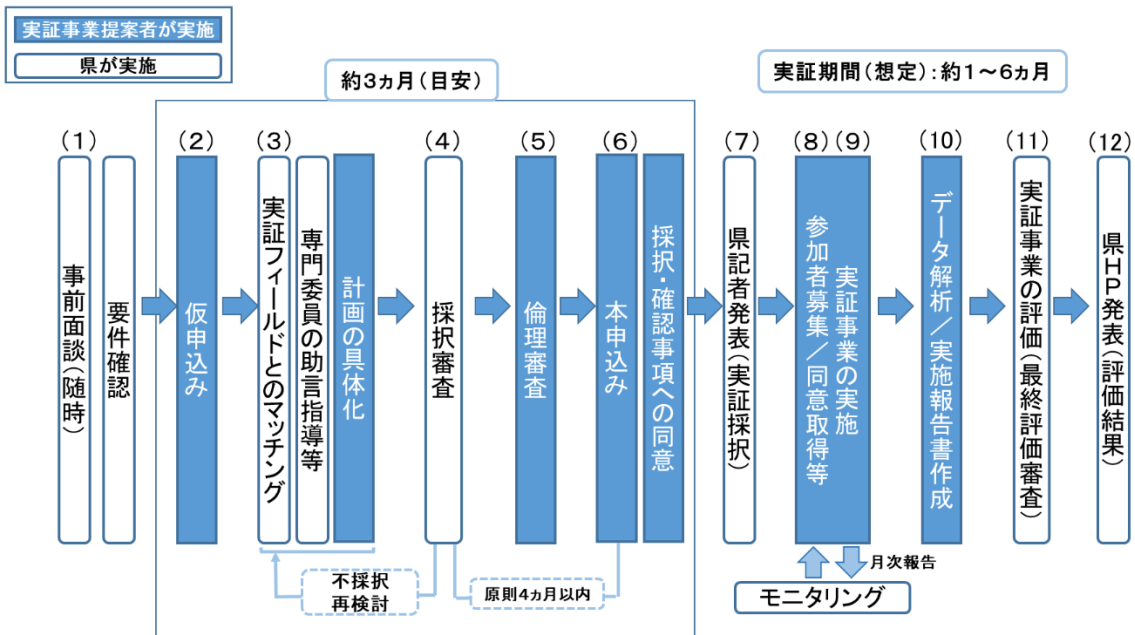 実証事業提案者が実施
県が実施
約3ヵ月(目安)
実証期間(想定):約1~6ヵ月
(1)
事前面談(随時)
要件確認
(2)
仮申込み
(3)
実証フィールドとのマッチング
専門委員の助言指導等
計画の具体化
(4)
採択審査
(5)
倫理審査
(6)
本申込み
採択・確認事項への同意
(7)
県記者発表(実証採択)
(8)(9)
参加者募集/同意取得等
実証事業の実施
(10)
データ解析/実施報告書作成
(11)
実証事業の評価(最終評価審査)
(12)
県HP発表(評価結果)
不採択
再検討
原則4ヵ月以内
月次報告
モニタリング